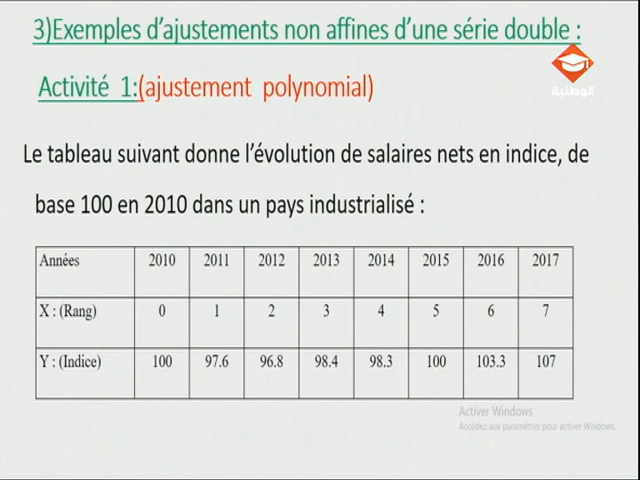 3)Exemples d’ajustements non affines d’une série double :
Activité 1:(ajustement polynomial)
الوطنية
Le tableau suivant donne l’évolution de salaires nets en indice, de
base 100 en 2010 dans un pays industrialisé :
Années 2010 2011 2012 2013 2014 2015 2016 2017
X : (Rang) 0 1 2 3 4 5 6 7
Y : (Indice) 100 97.6 96.8 98.4 98.3 100 103.3 107
Activer Windows
Accédez aux paramètres pour activer Windows.